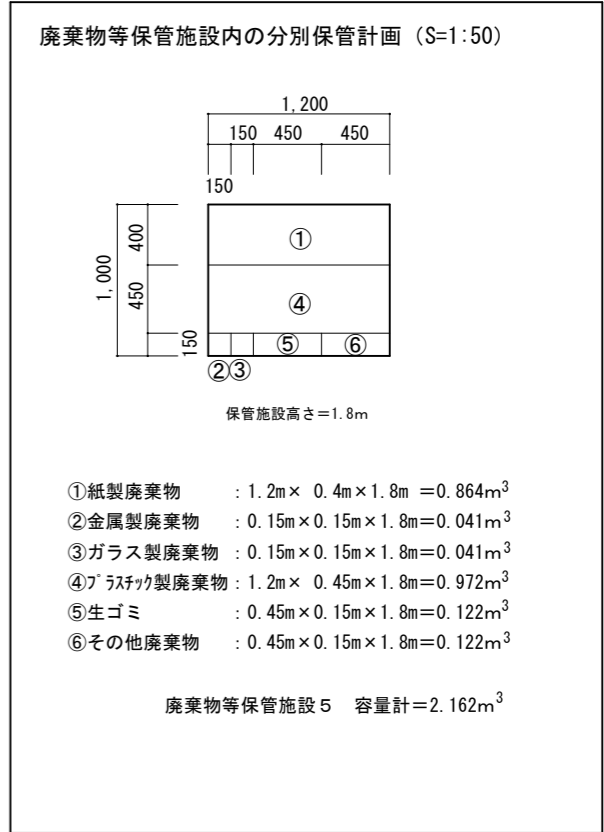 廃棄物等保管施設内の分別保管計画（S=1:50）
1,200
150 450 450
150
①
400
1,000
④
450
150
⑤ ⑥
②③
保管施設高さ＝1.8m
①紙製廃棄物 ：1.2m× 0.4m×1.8m ＝0.864m³
②金属製廃棄物 ：0.15m×0.15m×1.8m＝0.041m³
③ガラス製廃棄物 ：0.15m×0.15m×1.8m＝0.041m³
④ﾌﾟﾗｽﾁｯｸ製廃棄物：1.2m× 0.45m×1.8m＝0.972m³
⑤生ゴミ ：0.45m×0.15m×1.8m＝0.122m³
⑥その他廃棄物 ：0.45m×0.15m×1.8m＝0.122m³
廃棄物等保管施設５ 容量計＝2.162m³